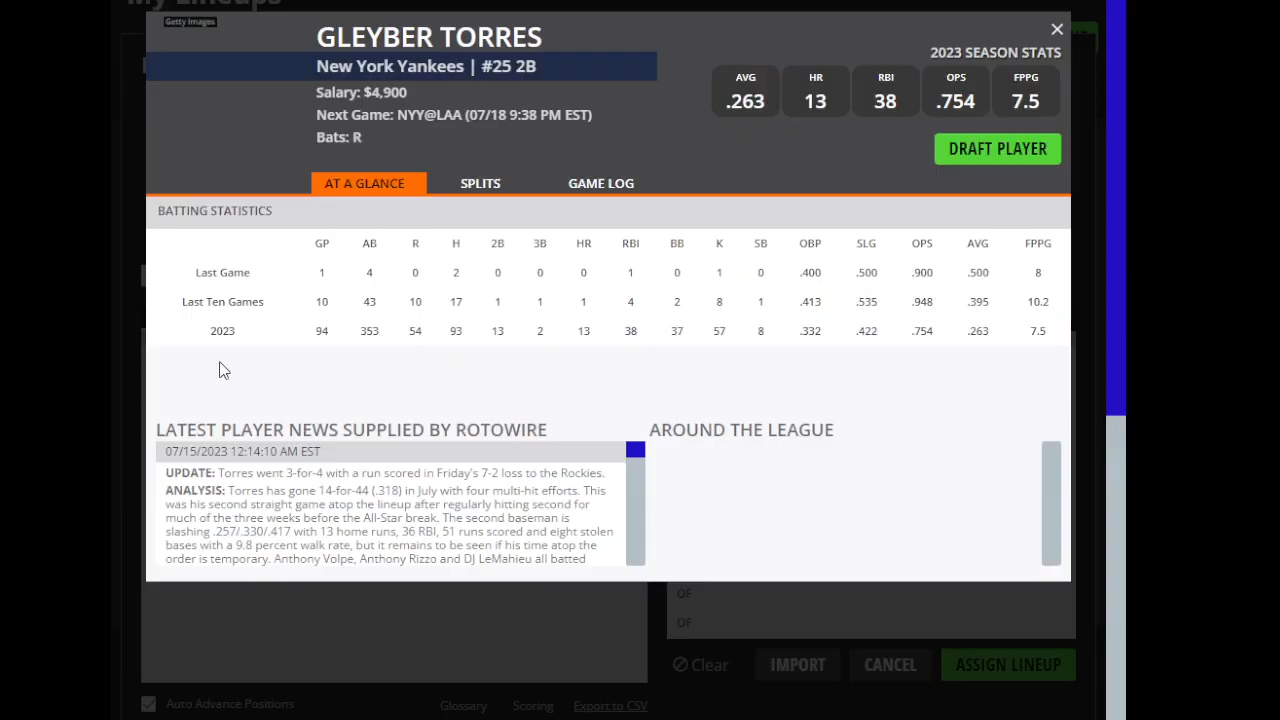 My Lineups
Getty Images
GLEYBER TORRES
New York Yankees | #25 2B
Salary: $4,900
Next Game: NYY@LAA (07/18 9:38 PM EST)
Bats: R
2023 SEASON STATS
AVG HR RBI OPS FPPG
.263 13 38 .754 7.5
DRAFT PLAYER
AT A GLANCE SPLITS GAME LOG
BATTING STATISTICS
GP AB R H 2B 3B HR RBI BB K SB OBP SLG OPS AVG FPPG
Last Game 1 4 0 2 0 0 0 1 0 1 0 .400 .500 .900 .500 8
Last Ten Games 10 43 10 17 1 1 1 4 2 8 1 .413 .535 .948 .395 10.2
2023 94 353 54 93 13 2 13 38 37 57 8 .332 .422 .754 .263 7.5
LATEST PLAYER NEWS SUPPLIED BY ROTOWIRE
07/15/2023 12:14:10 AM EST
UPDATE: Torres went 3-for-4 with a run scored in Friday's 7-2 loss to the Rockies.
ANALYSIS: Torres has gone 14-for-44 (.318) in July with four multi-hit efforts. This
was his second straight game atop the lineup after regularly hitting second for
much of the three weeks before the All-Star break. The second baseman is
slashing .257/.330/.417 with 13 home runs, 36 RBI, 51 runs scored and eight stolen
bases with a 9.8 percent walk rate, but it remains to be seen if his time atop the
order is temporary. Anthony Volpe, Anthony Rizzo and DJ LeMahieu all batted
AROUND THE LEAGUE
OF
OF
Clear IMPORT CANCEL ASSIGN LINEUP
Auto Advance Positions Glossary Scoring Export to CSV